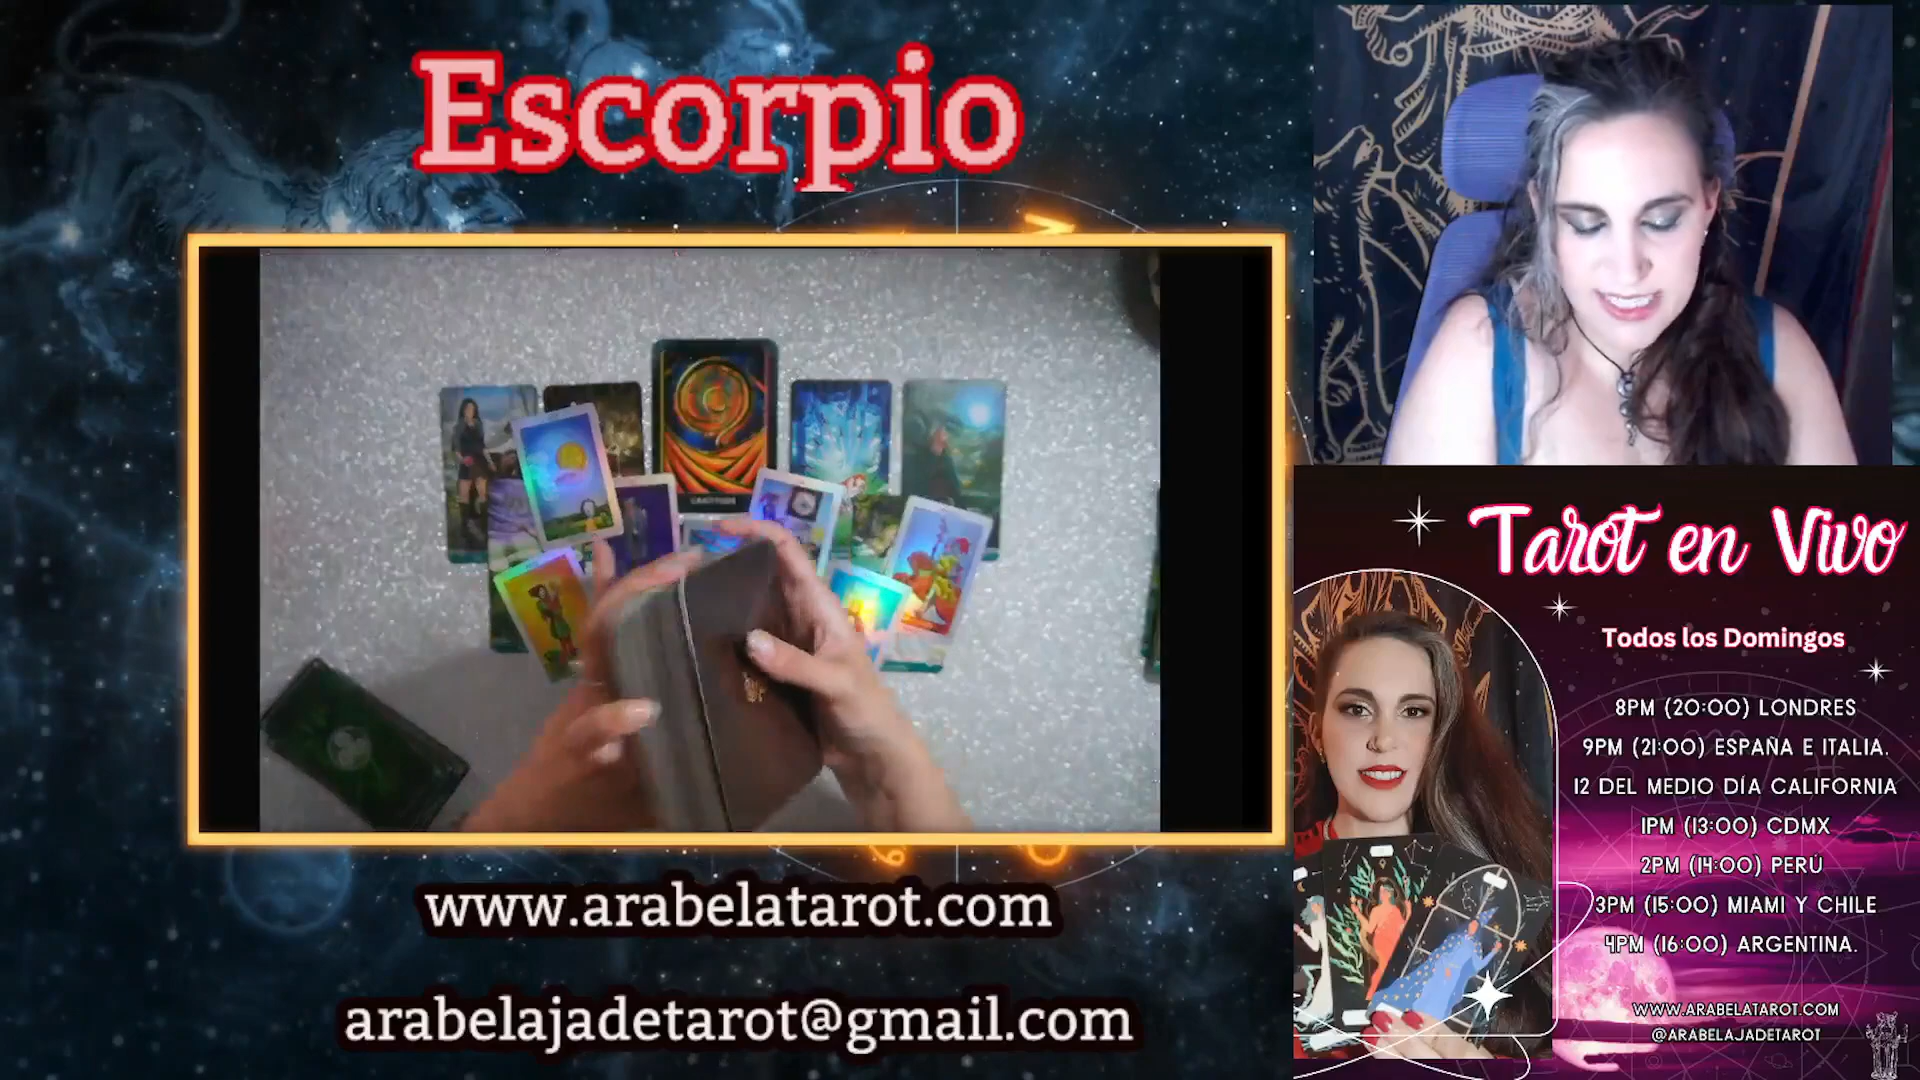 Escorpio
www.arabelatarot.com
arabelajadetarot@gmail.com
Tarot en Vivo
Todos los Domingos
8PM (20:00) LONDRES
9PM (21:00) ESPAÑA E ITALIA.
12 DEL MEDIO DÍA CALIFORNIA
1PM (13:00) CDMX
2PM (14:00) PERÚ
3PM (15:00) MIAMI Y CHILE
4PM (16:00) ARGENTINA.
WWW.ARABELATAROT.COM
@ARABELAJADETAROT